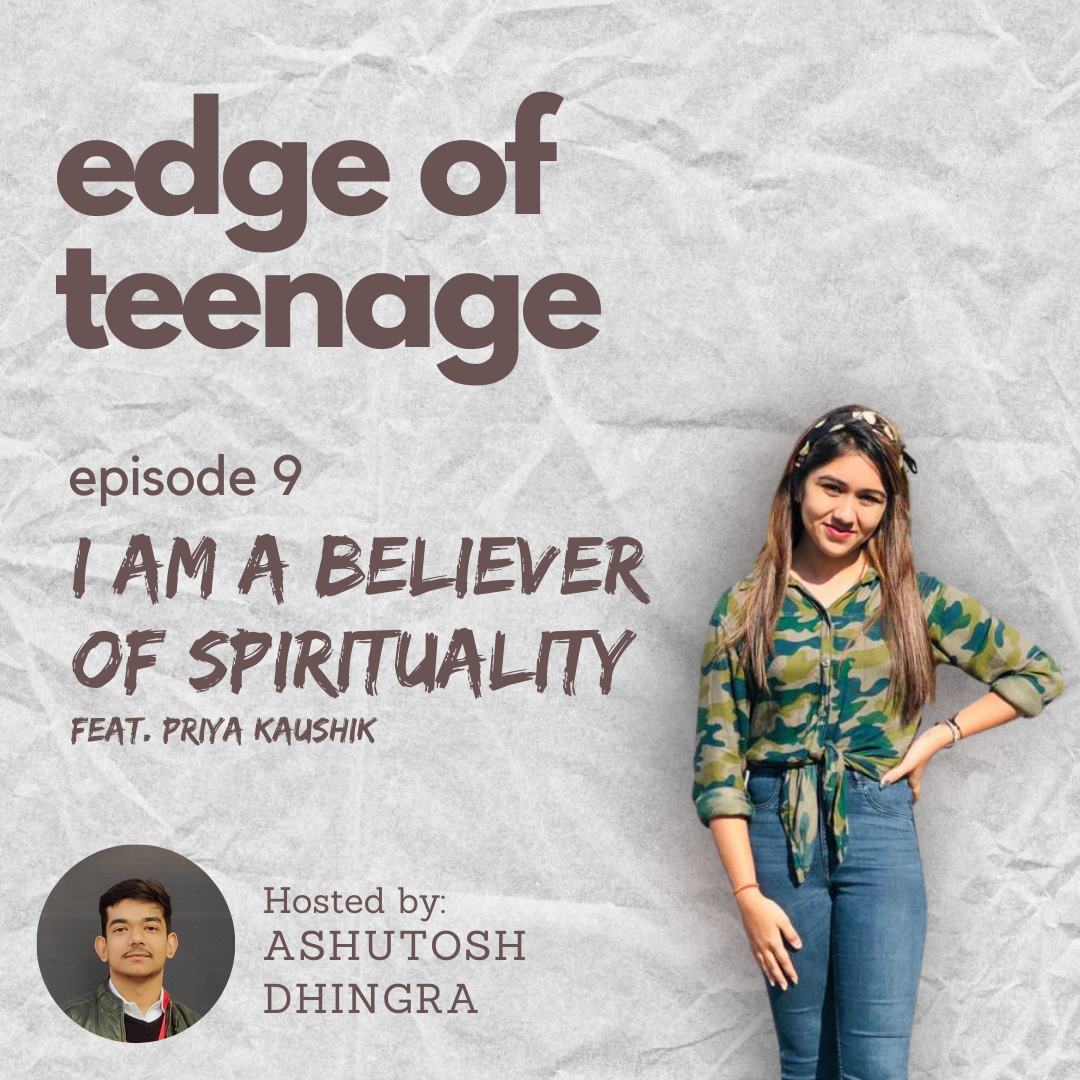 edge of
teenage
episode 9
I AM A BELIEVER
OF SPIRITUALITY
FEAT. PRIYA KAUSHIK
Hosted by:
ASHUTOSH
DHINGRA